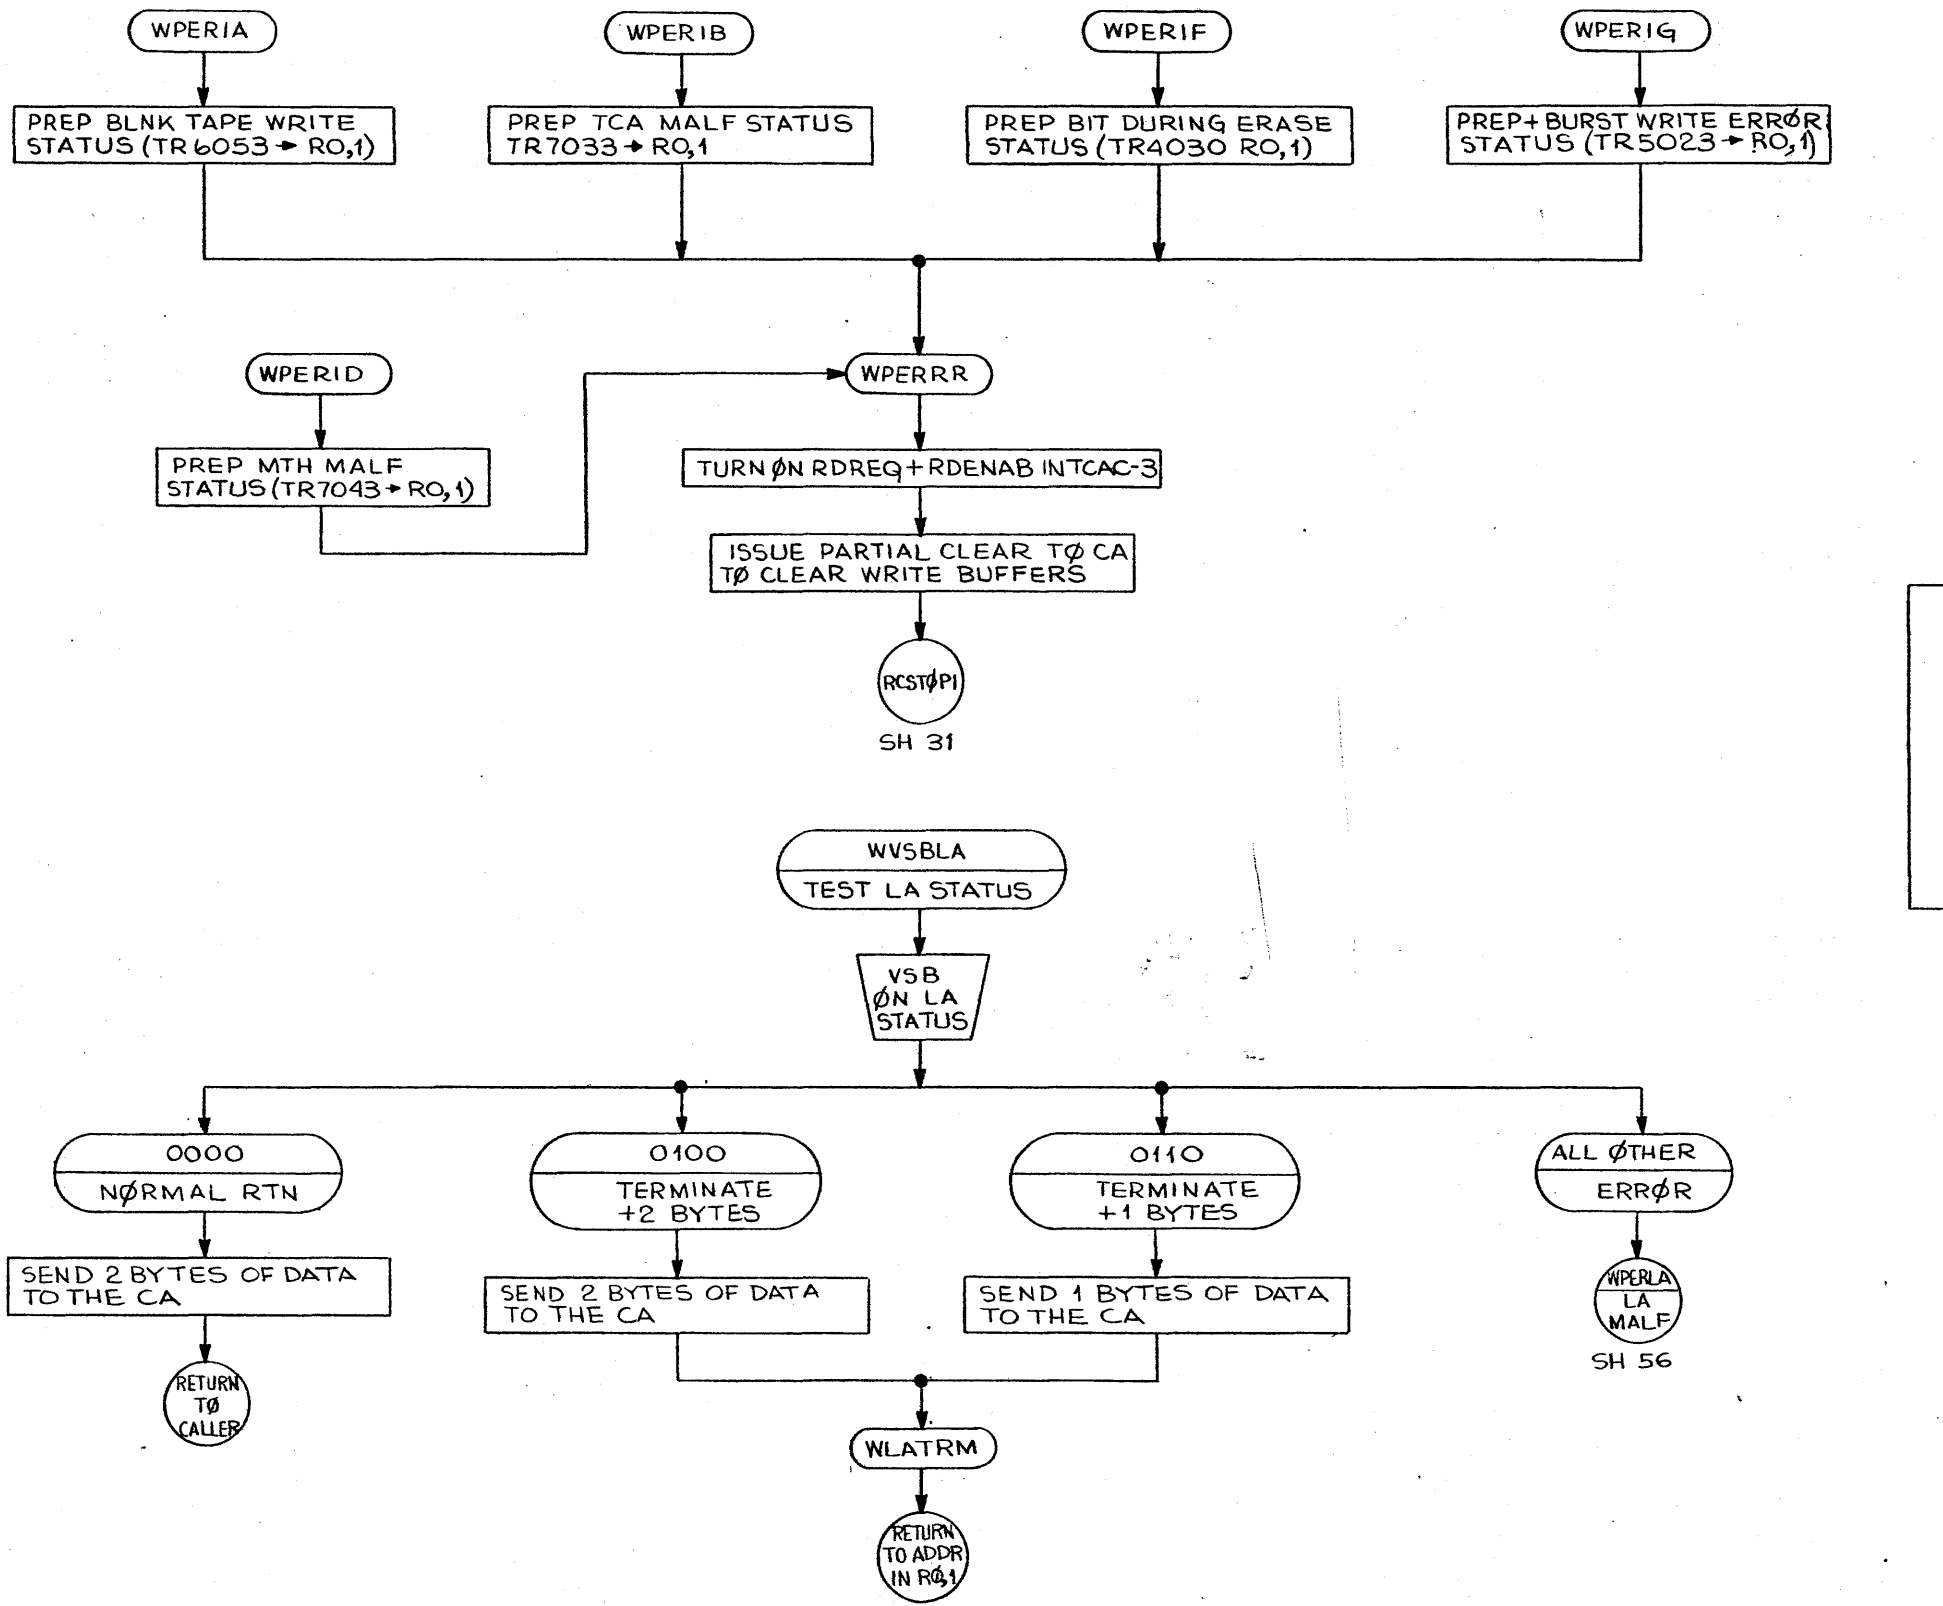 WPERIA
WPERIB
WPERIF
WPERIG
PREP BLNK TAPE WRITE
STATUS (TR6053→R0,1)
PREP TCA MALF STATUS
TR7033→R0,1
PREP BIT DURING ERASE
STATUS (TR4030 R0,1)
PREP+BURST WRITE ERRØR
STATUS (TR5023→R0,1)
WPERID
WPERRR
PREP MTH MALF
STATUS (TR7043→R0,1)
TURN ØN RDREQ+RDENAB INTCAC-3
ISSUE PARTIAL CLEAR TØ CA
TØ CLEAR WRITE BUFFERS
RCSTØPI
SH 31
WVSBLA
TEST LA STATUS
VSB
ØN LA
STATUS
0000
NØRMAL RTN
0100
TERMINATE
+2 BYTES
0110
TERMINATE
+1 BYTES
ALL ØTHER
ERRØR
SEND 2 BYTES OF DATA
TO THE CA
SEND 2 BYTES OF DATA
TO THE CA
SEND 1 BYTES OF DATA
TO THE CA
WPERLA
LA
MALF
SH 56
RETURN
TØ
CALLER
WLATRM
RETURN
TO ADDR
IN RØ,1